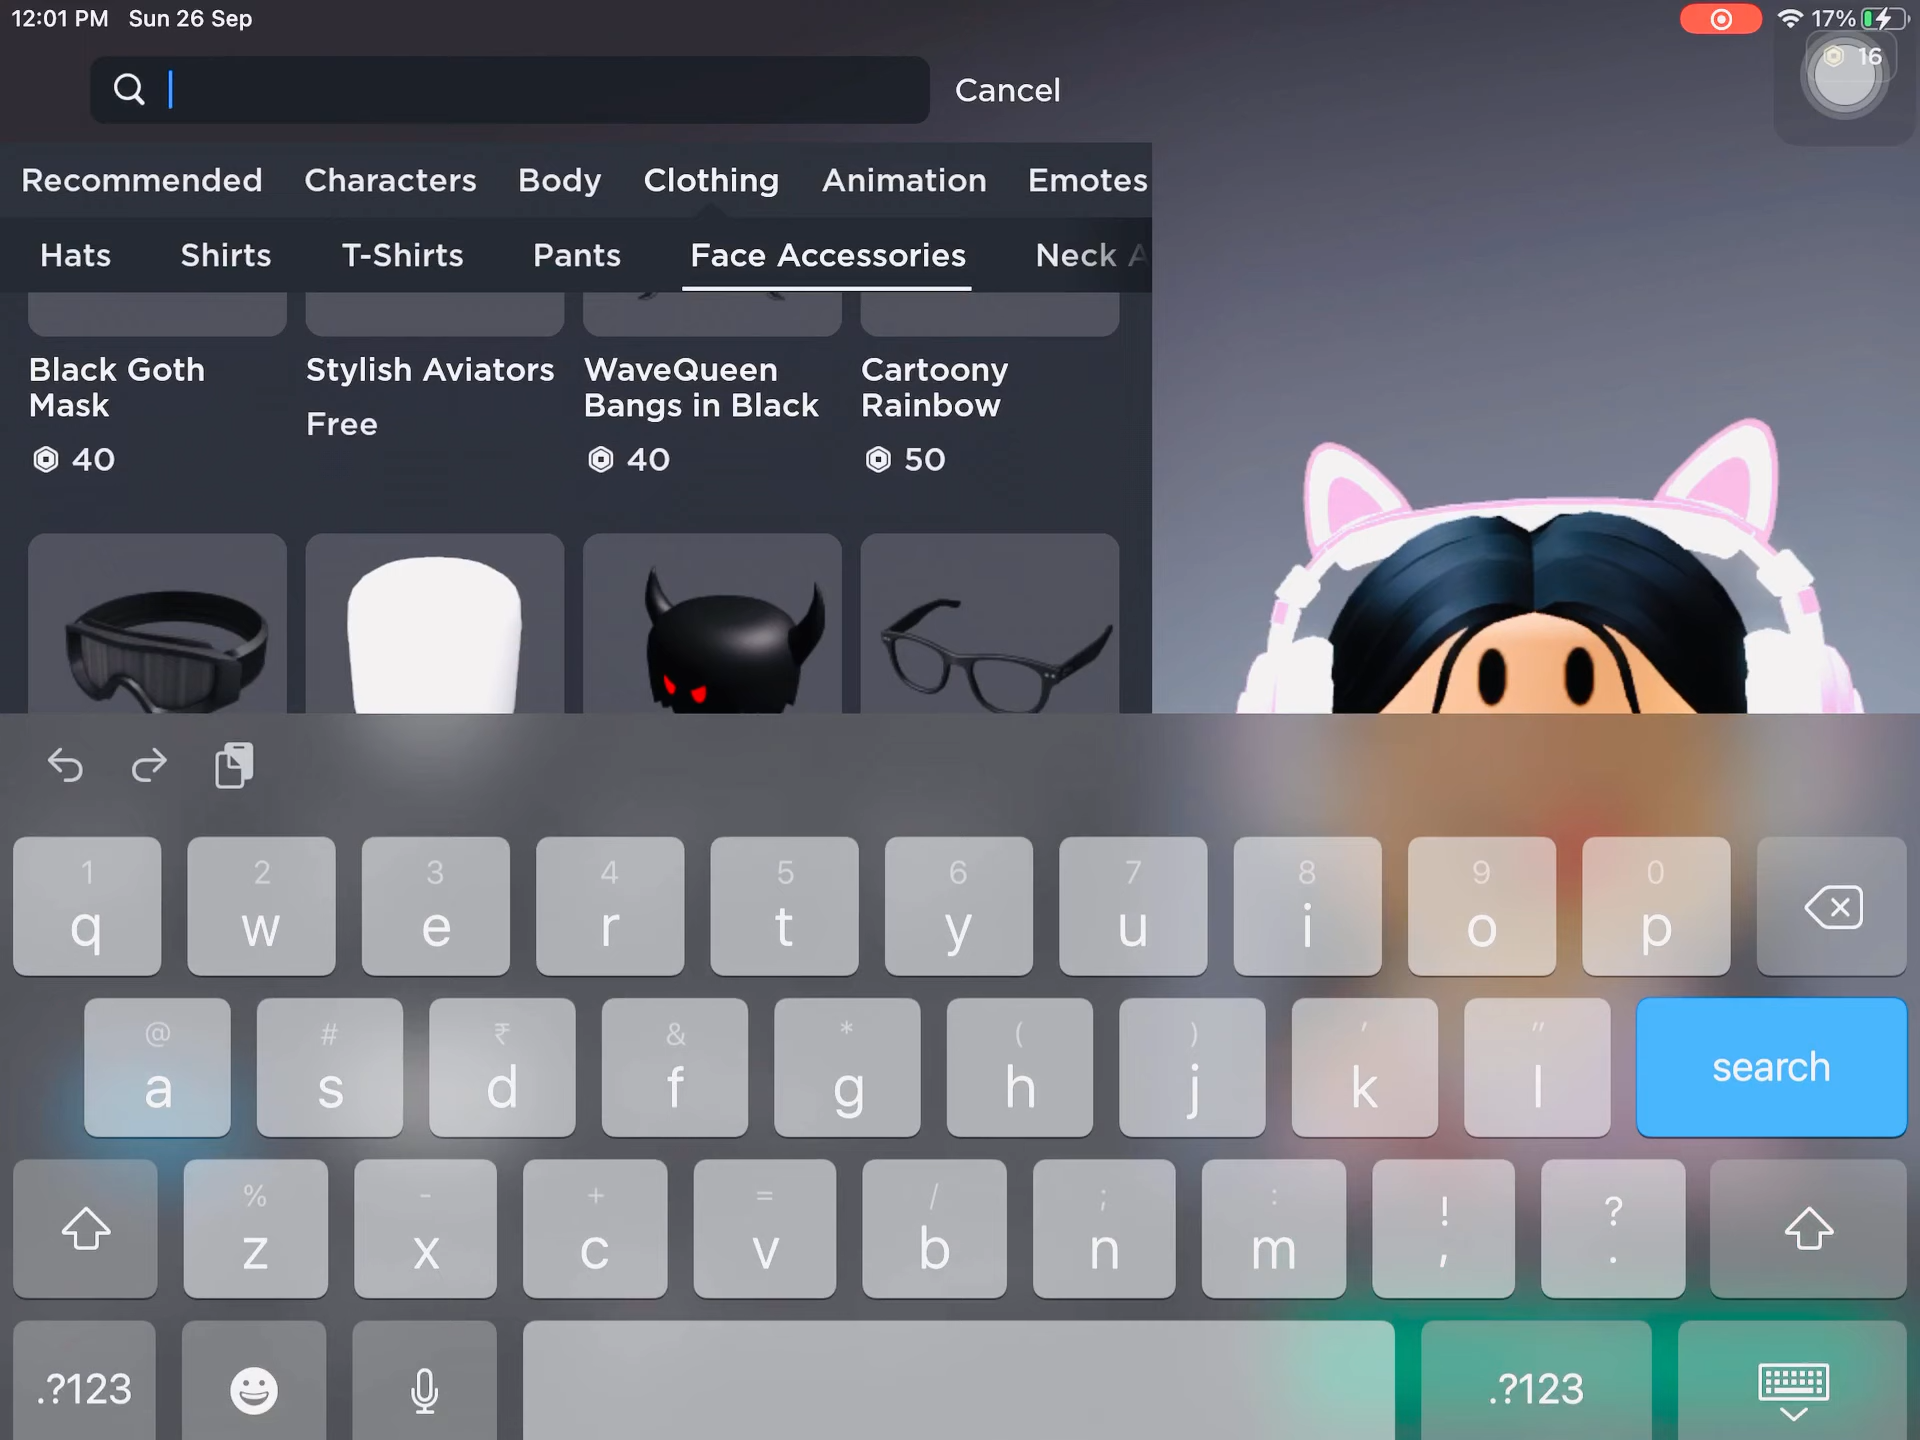 12:01 PM Sun 26 Sep
17%
16
Cancel
Recommended Characters Body Clothing Animation Emotes
Hats Shirts T-Shirts Pants Face Accessories Neck A
Black Goth Mask
40
Stylish Aviators
Free
WaveQueen Bangs in Black
40
Cartoony Rainbow
50
1 2 3 4 5 6 7 8 9 0
q w e r t y u i o p
@ # ₹ & * ( ) ' "
a s d f g h j k l search
% - + = / ; : ! ?
z x c v b n m , .
.?123 .?123